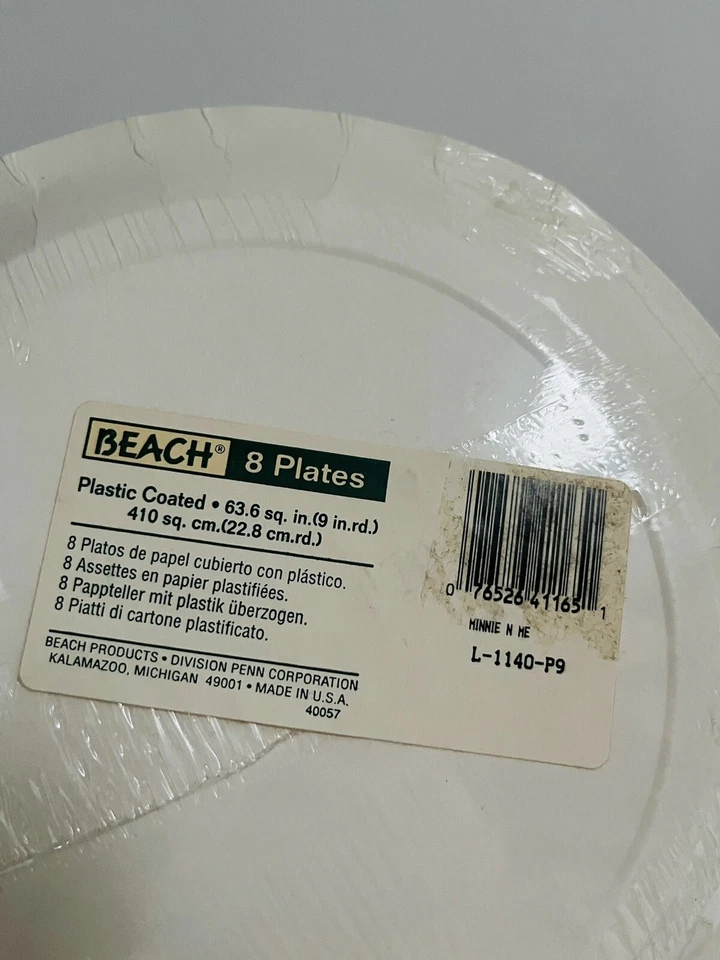 BEACH® 8 Plates
Plastic Coated • 63.6 sq. in.(9 in.rd.)
410 sq. cm.(22.8 cm.rd.)
8 Platos de papel cubierto con plástico.
8 Assettes en papier plastifiées.
8 Pappteller mit plastik überzogen.
8 Piatti di cartone plastificato.
BEACH PRODUCTS • DIVISION PENN CORPORATION
KALAMAZOO, MICHIGAN 49001 • MADE IN U.S.A.
40057
0 76526 41165 1
MINNIE N ME
L-1140-P9